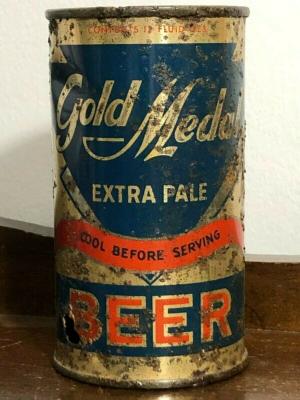 CONTENTS 12 FLUID OZS.
Gold Medal
EXTRA PALE
COOL BEFORE SERVING
BEER